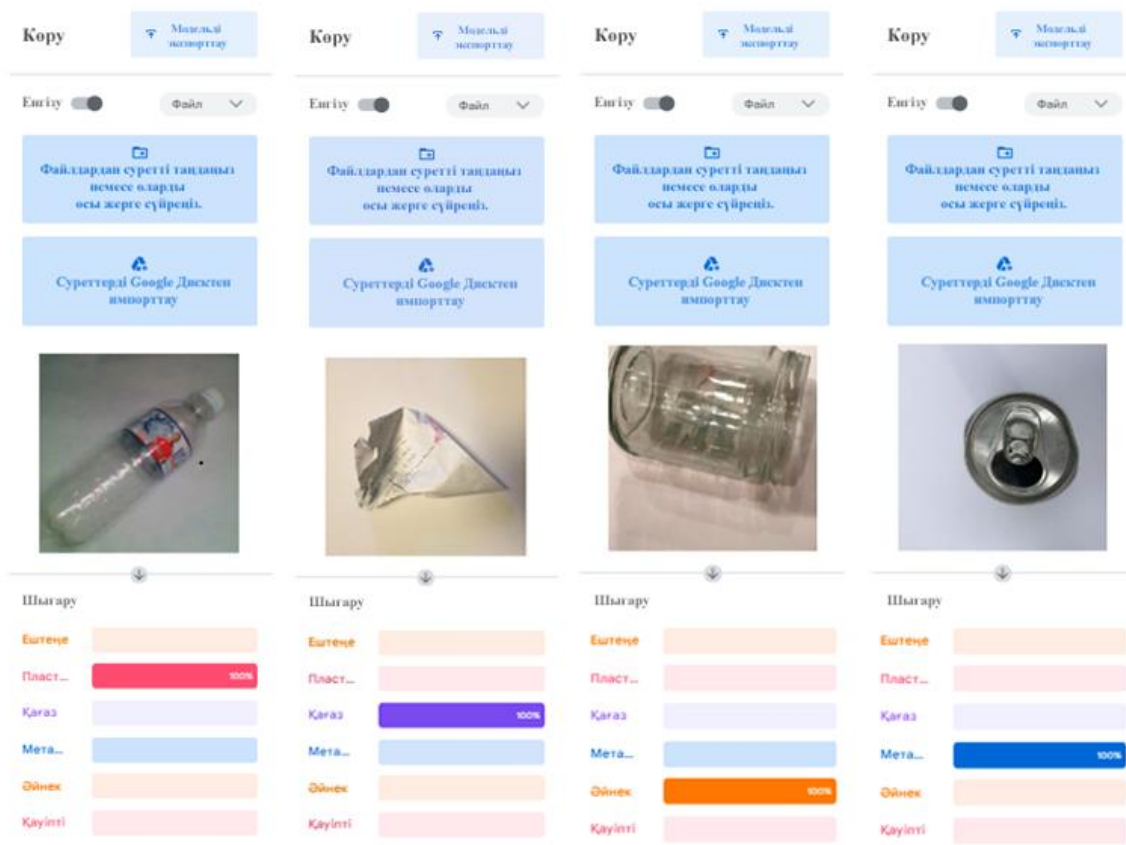 Көру
Модельді
экспорттау
Енгізу
Файл
Файлдардан суретті таңдаңыз
немесе оларды
осы жерге сүйреңіз.
Суреттерді Google Дисктен
импорттау
Шығару
Ештеңе
Пласт...
100%
Қағаз
Мета...
Әйнек
Қауіпті
Көру
Модельді
экспорттау
Енгізу
Файл
Файлдардан суретті таңдаңыз
немесе оларды
осы жерге сүйреңіз.
Суреттерді Google Дисктен
импорттау
Шығару
Ештеңе
Пласт...
Қағаз
100%
Мета...
Әйнек
Қауіпті
Көру
Модельді
экспорттау
Енгізу
Файл
Файлдардан суретті таңдаңыз
немесе оларды
осы жерге сүйреңіз.
Суреттерді Google Дисктен
импорттау
Шығару
Ештеңе
Пласт...
Қағаз
Мета...
Әйнек
100%
Қауіпті
Көру
Модельді
экспорттау
Енгізу
Файл
Файлдардан суретті таңдаңыз
немесе оларды
осы жерге сүйреңіз.
Суреттерді Google Дисктен
импорттау
Шығару
Ештеңе
Пласт...
Қағаз
Мета...
100%
Әйнек
Қауіпті